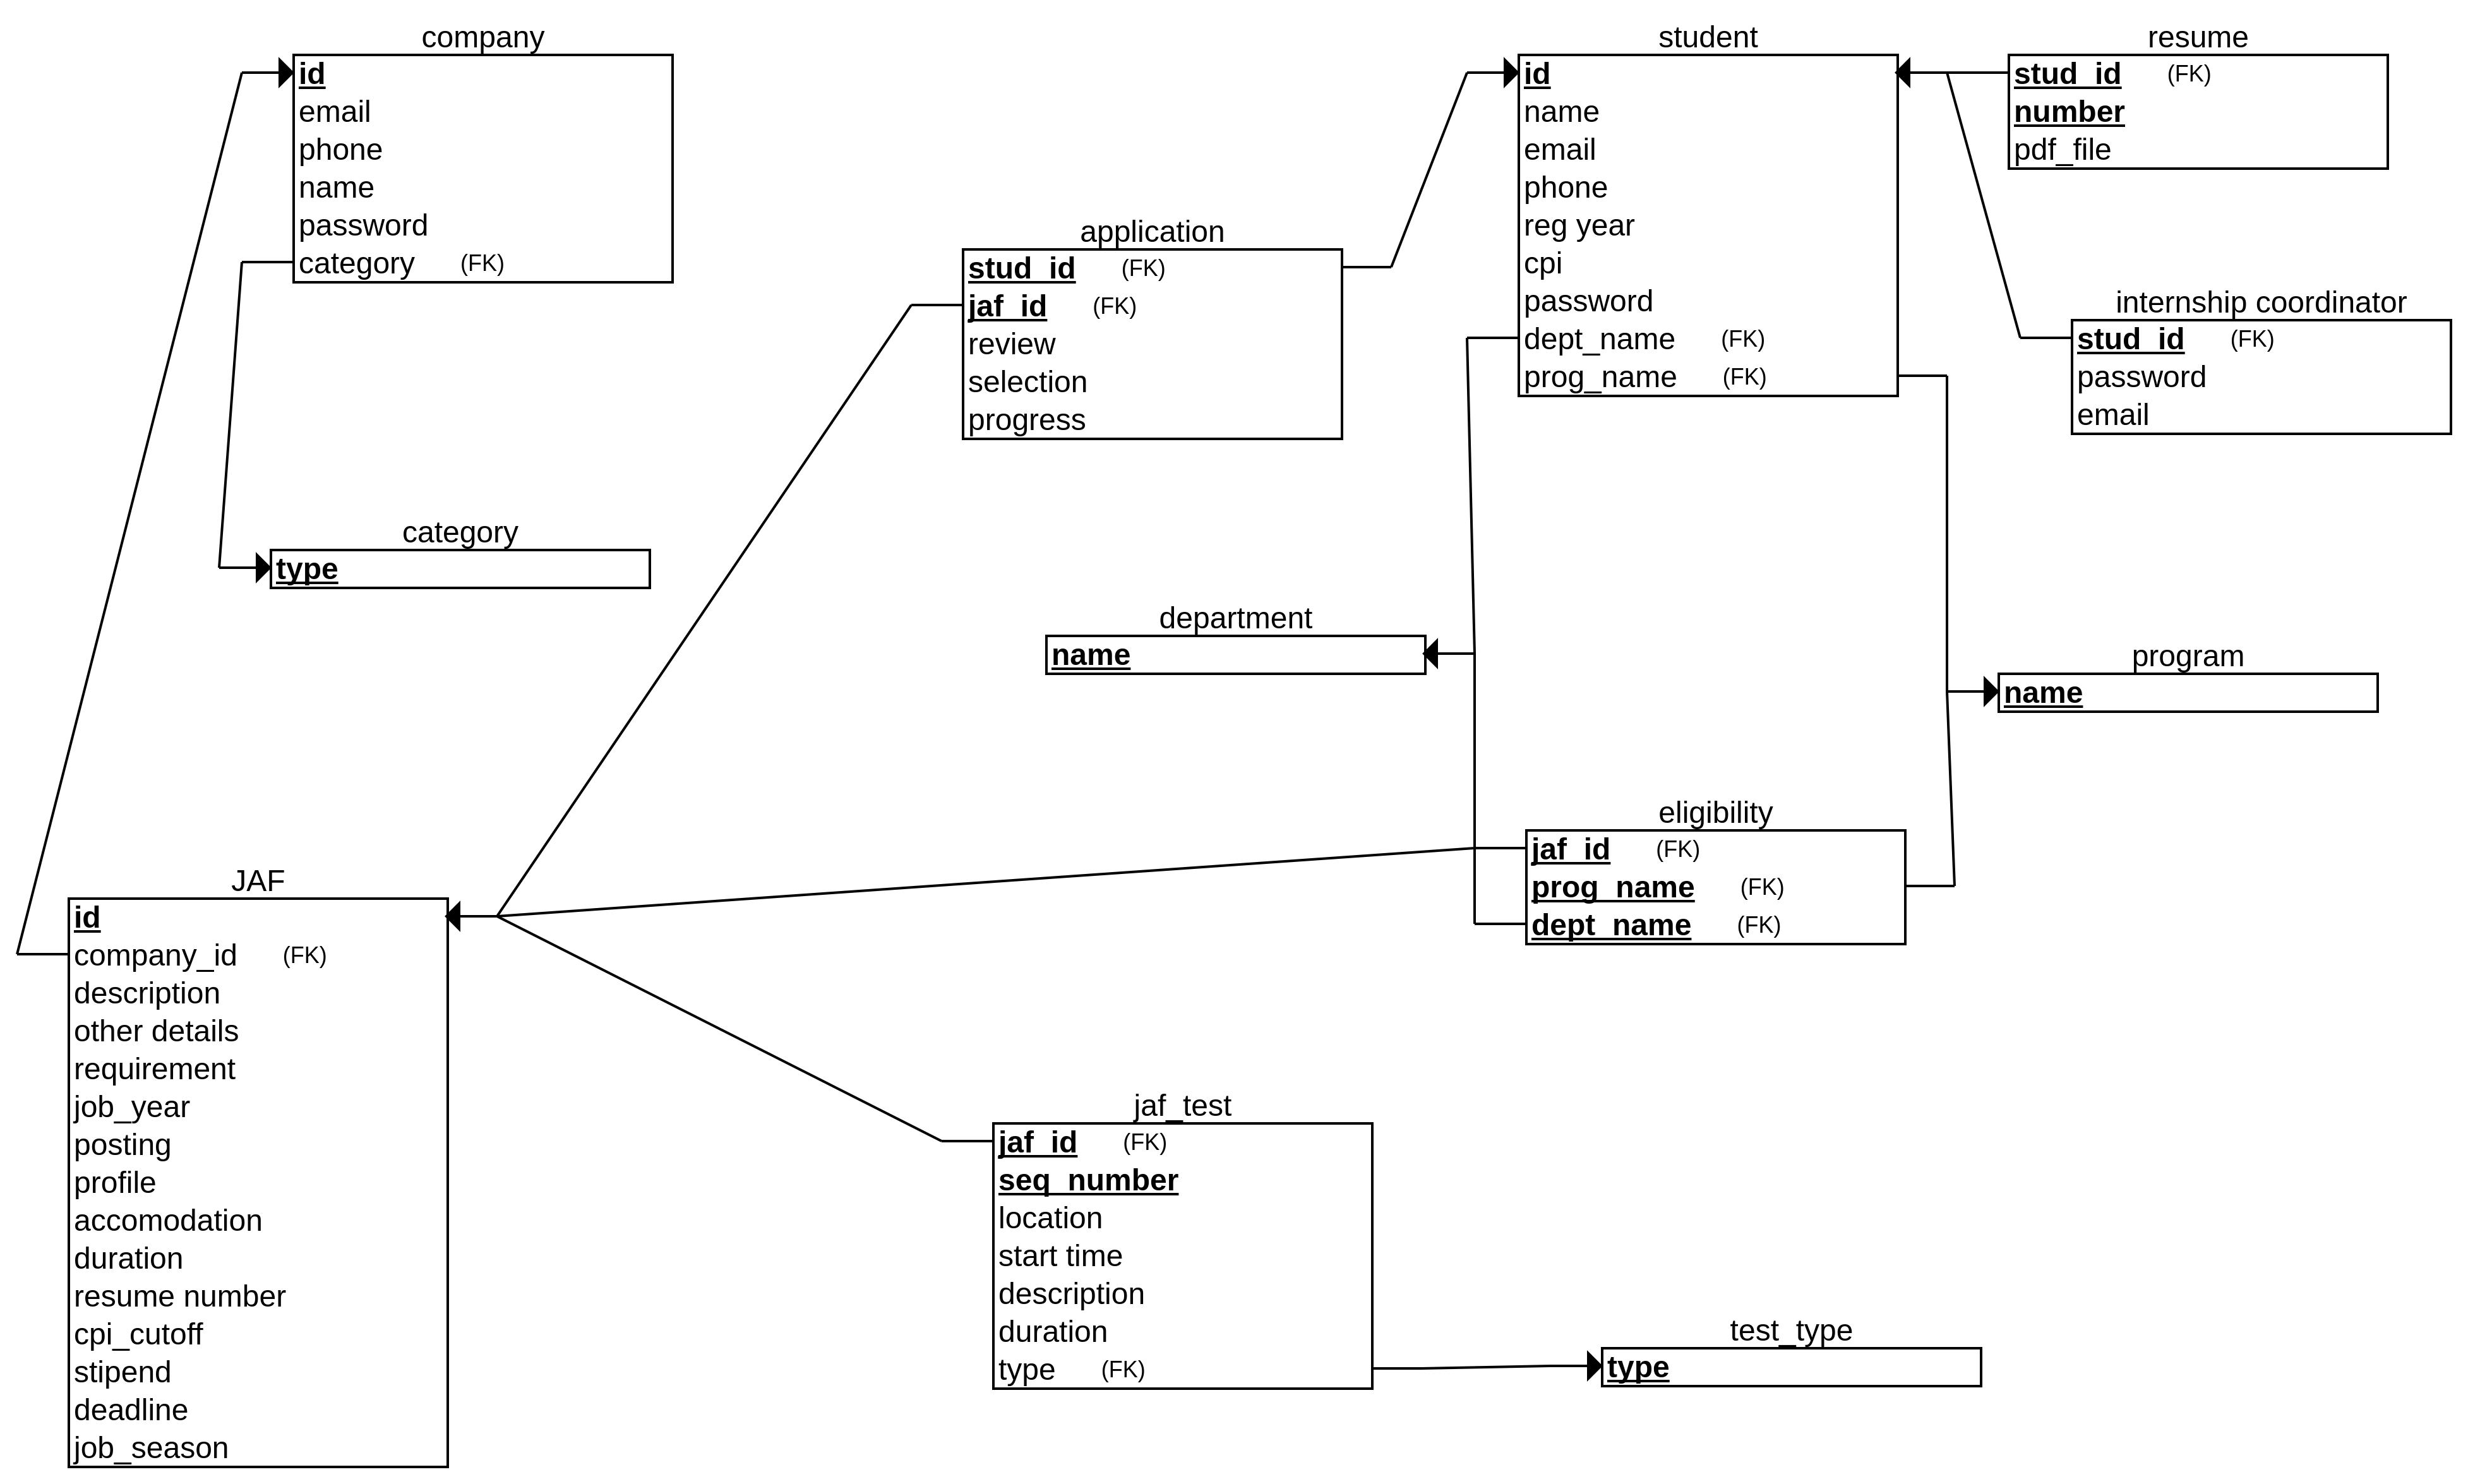 company
id
email
phone
name
password
category (FK)
student
id
name
email
phone
reg year
cpi
password
dept_name (FK)
prog_name (FK)
resume
stud_id (FK)
number
pdf_file
application
stud_id (FK)
jaf_id (FK)
review
selection
progress
internship coordinator
stud_id (FK)
password
email
category
type
department
name
program
name
eligibility
jaf_id (FK)
prog_name (FK)
dept_name (FK)
JAF
id
company_id (FK)
description
other details
requirement
job_year
posting
profile
accomodation
duration
resume number
cpi_cutoff
stipend
deadline
job_season
jaf_test
jaf_id (FK)
seq_number
location
start time
description
duration
type (FK)
test_type
type